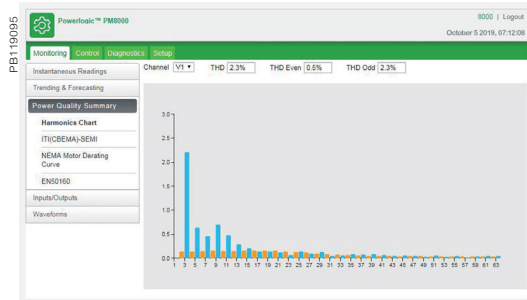 PB119095
Powerlogic™ PM8000
8000 | Logout
October 5 2019, 07:12:08
Monitoring Control Diagnostics Setup
Instantaneous Readings
Trending & Forecasting
Power Quality Summary
Harmonics Chart
ITI(CBEMA)-SEMI
NEMA Motor Derating
Curve
EN50160
Inputs/Outputs
Waveforms
Channel V1 THD 2.3% THD Even 0.5% THD Odd 2.3%
3.0
2.5
2.0
1.5
1.0
0.5
0.0
1 3 5 7 9 11 13 15 17 19 21 23 25 27 29 31 33 35 37 39 41 43 45 47 49 51 53 55 57 59 61 63